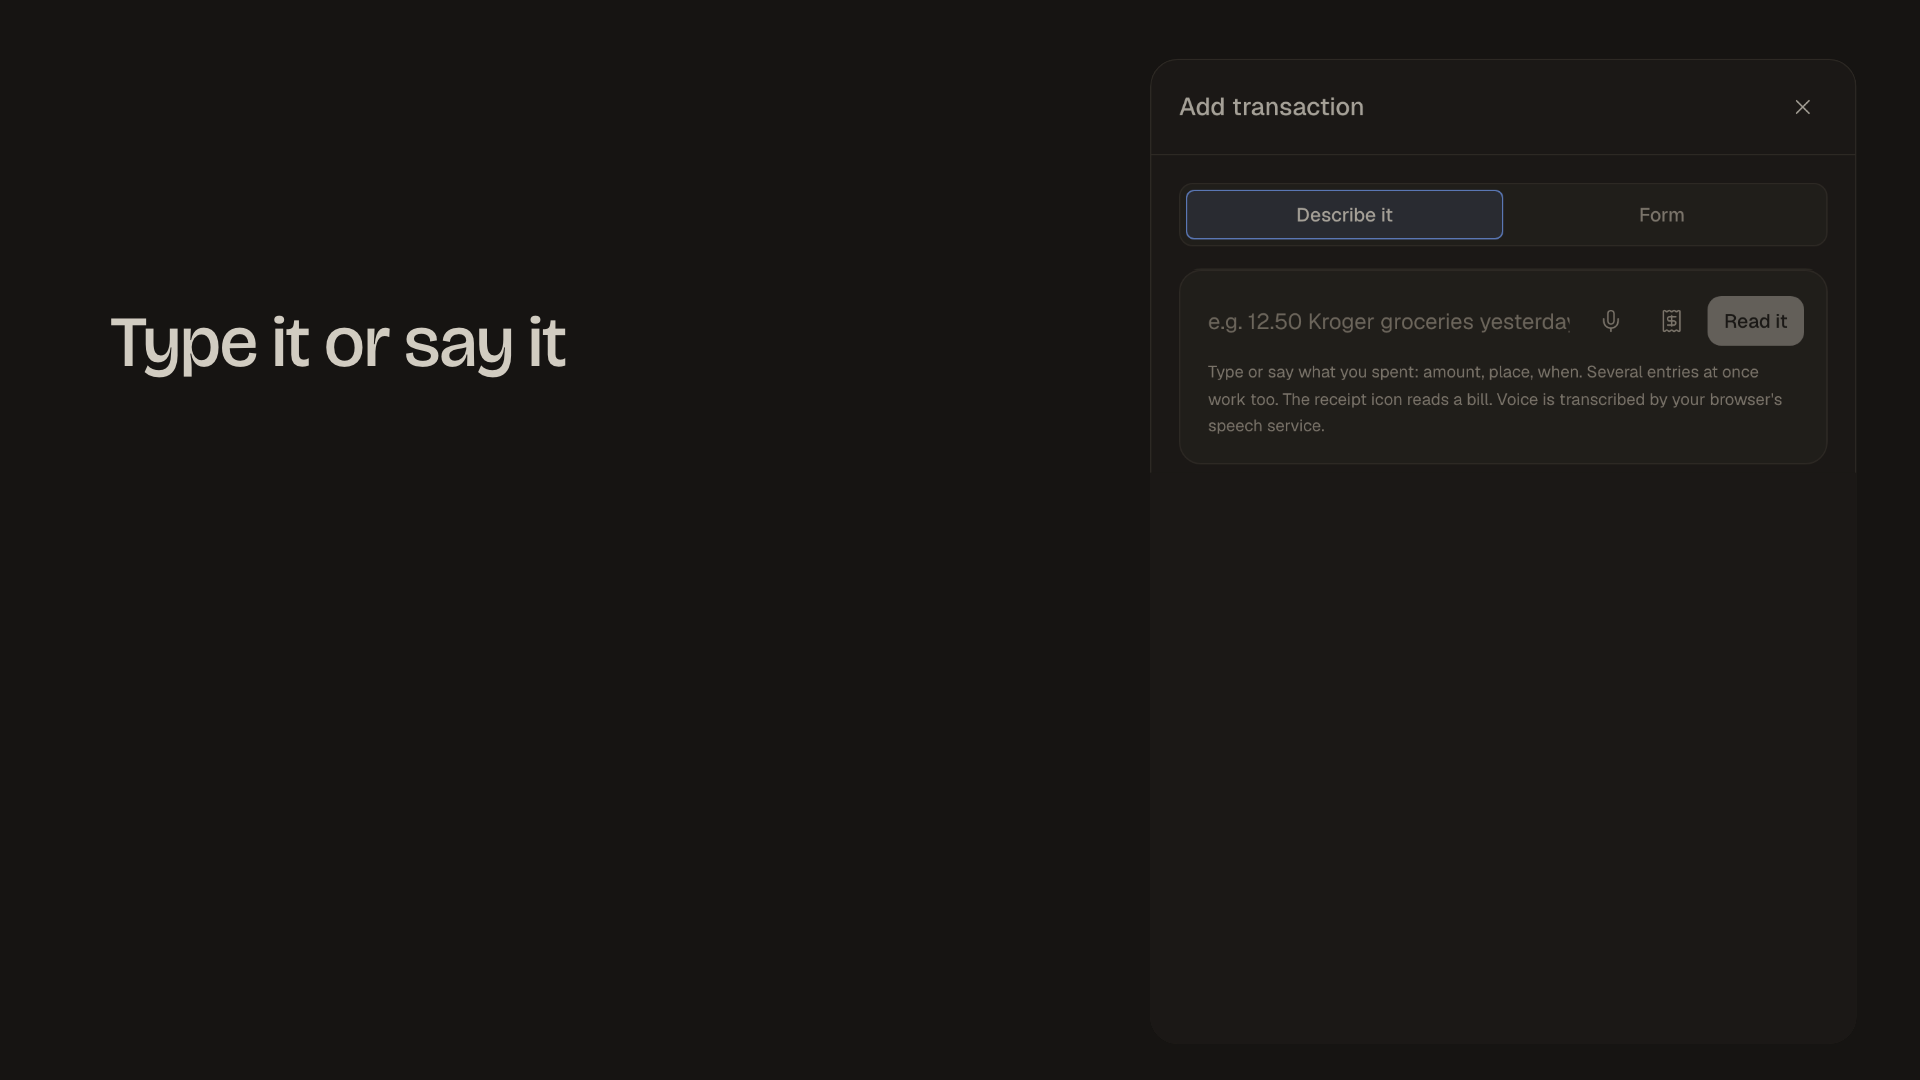 Type it or say it
Add transaction
Describe it
Form
e.g. 12.50 Kroger groceries yesterday
Read it
Type or say what you spent: amount, place, when. Several entries at once
work too. The receipt icon reads a bill. Voice is transcribed by your browser's
speech service.